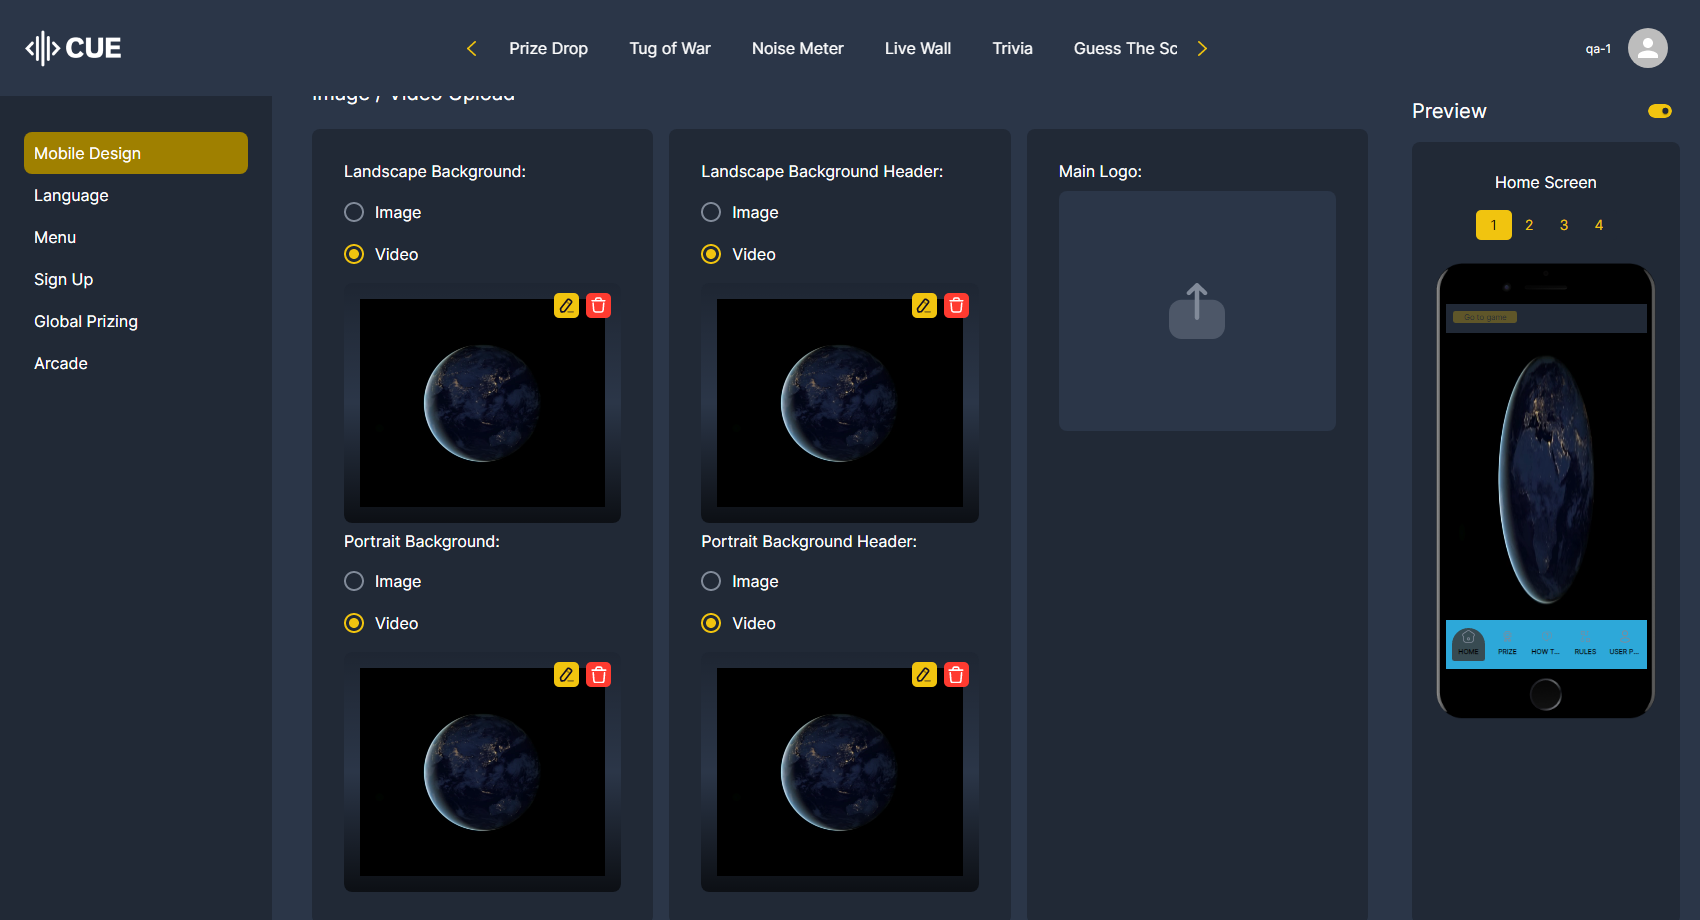 CUE
Prize Drop
Tug of War
Noise Meter
Live Wall
Trivia
Guess The Sc
qa-1
Mobile Design
Language
Menu
Sign Up
Global Prizing
Arcade
Image / Video Upload
Landscape Background:
Image
Video
Portrait Background:
Image
Video
Landscape Background Header:
Image
Video
Portrait Background Header:
Image
Video
Main Logo:
Preview
Home Screen
1 2 3 4
Go to game
HOME
PRIZE
HOW T...
RULES
USER P...